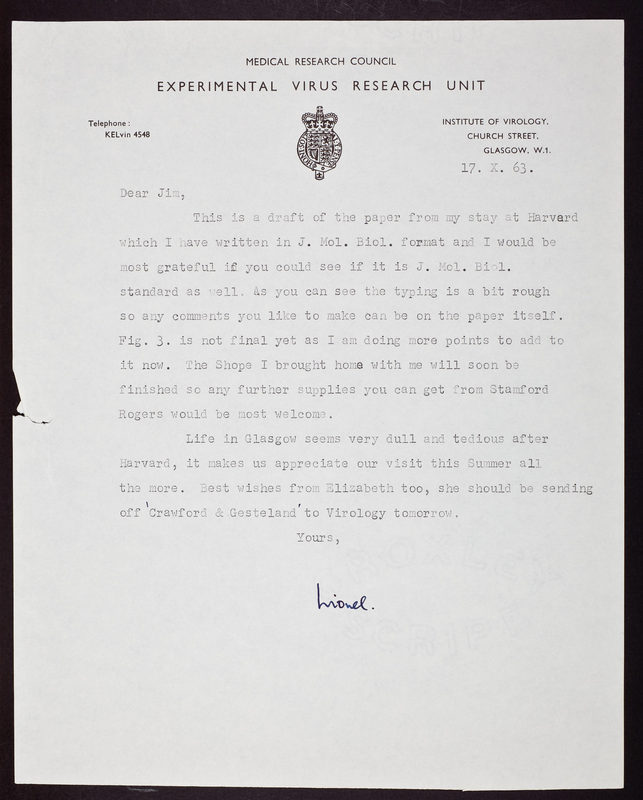 MEDICAL RESEARCH COUNCIL
EXPERIMENTAL VIRUS RESEARCH UNIT
Telephone :
KELvin 4548
INSTITUTE OF VIROLOGY,
CHURCH STREET,
GLASGOW, W.1.
17. X. 63.
Dear Jim,
This is a draft of the paper from my stay at Harvard
which I have written in J. Mol. Biol. format and I would be
most grateful if you could see if it is J. Mol. Biol.
standard as well. As you can see the typing is a bit rough
so any comments you like to make can be on the paper itself.
Fig. 3. is not final yet as I am doing more points to add to
it now. The Shope I brought home with me will soon be
finished so any further supplies you can get from Stamford
Rogers would be most welcome.
Life in Glasgow seems very dull and tedious after
Harvard, it makes us appreciate our visit this Summer all
the more. Best wishes from Elizabeth too, she should be sending
off 'Crawford & Gesteland' to Virology tomorrow.
Yours,
Lionel.